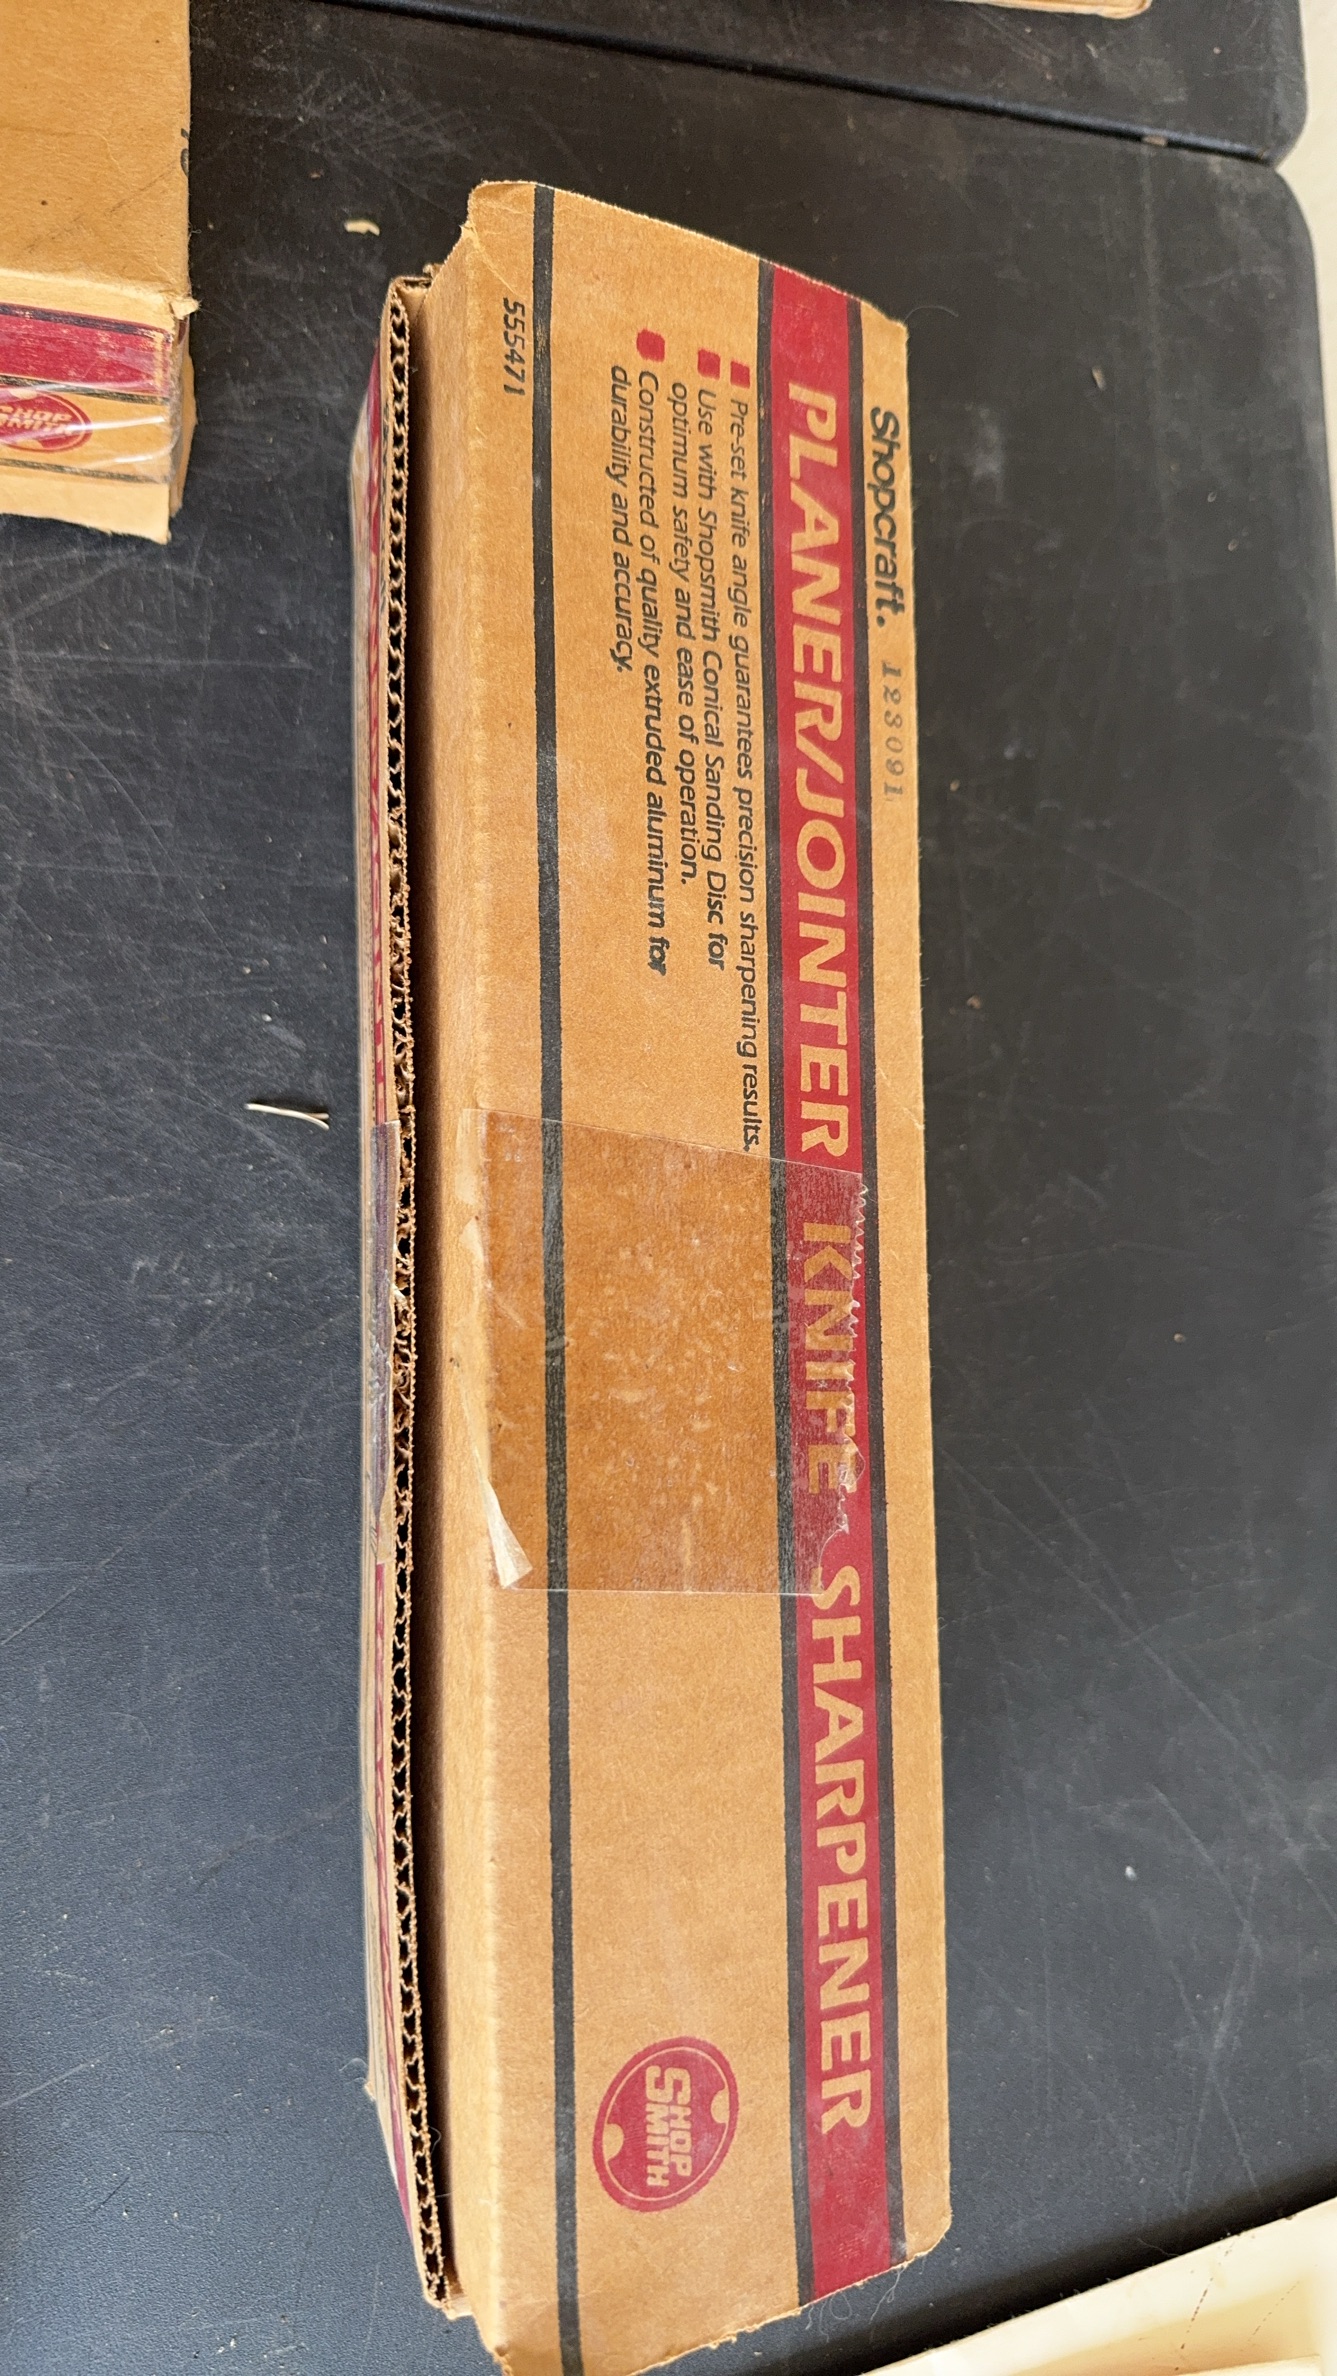 Shopcraft. 123091
PLANER/JOINTER KNIFE SHARPENER
Pre-set knife angle guarantees precision sharpening results.
Use with Shopsmith Conical Sanding Disc for
optimum safety and ease of operation.
Constructed of quality extruded aluminum for
durability and accuracy.
555471
SHOP
SMITH
SHOP
SMITH